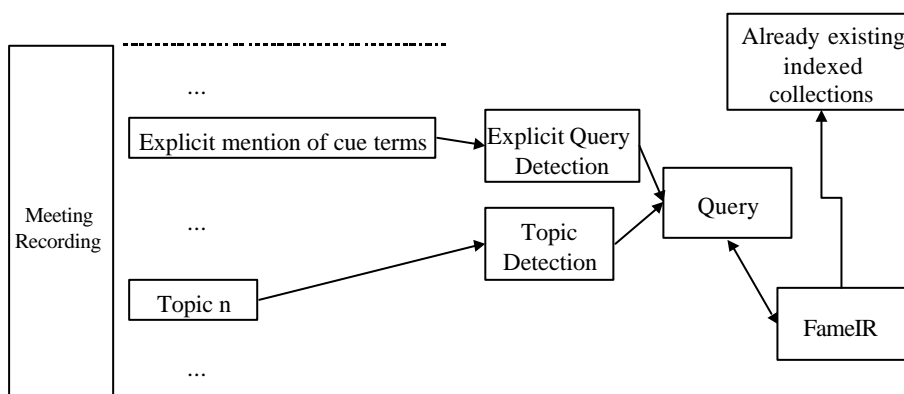 Already existing
indexed
collections
...
Explicit mention of cue terms
Explicit Query
Detection
Query
Meeting
Recording
...
Topic
Detection
Topic n
FameIR
...